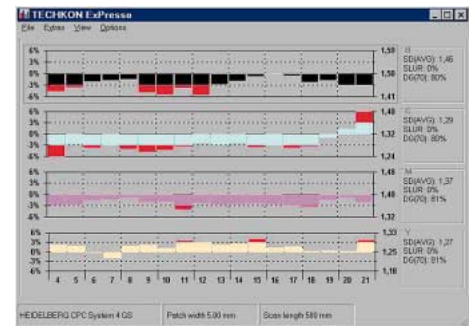 TECHKON ExPresso
File Extras View Options
6% 1,59 B
3% SD(AVG): 1,46
0% 1,50 SLUR: 0%
-3% DG(70): 80%
-6% 1,41
6% 1,40 C
3% SD(AVG): 1,29
0% 1,32 SLUR: 0%
-3% DG(70): 80%
-6% 1,24
6% 1,48 M
3% SD(AVG): 1,37
0% 1,40 SLUR: 0%
-3% DG(70): 81%
-6% 1,32
6% 1,33 Y
3% SD(AVG): 1,27
0% 1,25 SLUR: 0%
-3% DG(70): 81%
-6% 1,18
4 5 6 7 8 9 10 11 12 13 14 15 16 17 18 19 20 21
HEIDELBERG CPC System 4 GS Patch width 5.00 mm Scan length 580 mm